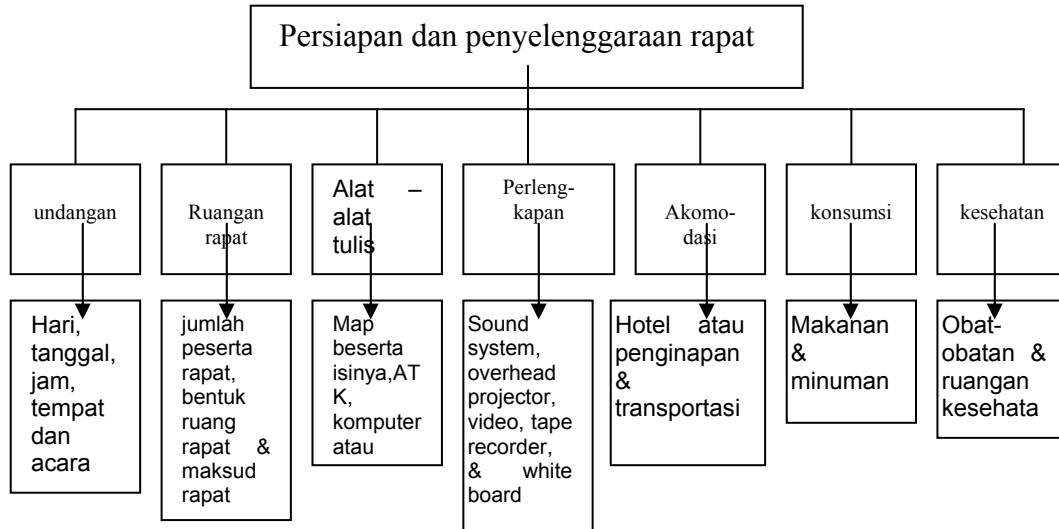 Persiapan dan penyelenggaraan rapat
undangan
Ruangan
rapat
Alat –
alat
tulis
Perleng-
kapan
Akomo-
dasi
konsumsi
kesehatan
Hari,
tanggal,
jam,
tempat
dan
acara
jumlah
peserta
rapat,
bentuk
ruang
rapat &
maksud
rapat
Map
beserta
isinya,AT
K,
komputer
atau
Sound
system,
overhead
projector,
video, tape
recorder,
& white
board
Hotel atau
penginapan
&
transportasi
Makanan
&
minuman
Obat-
obatan &
ruangan
kesehata